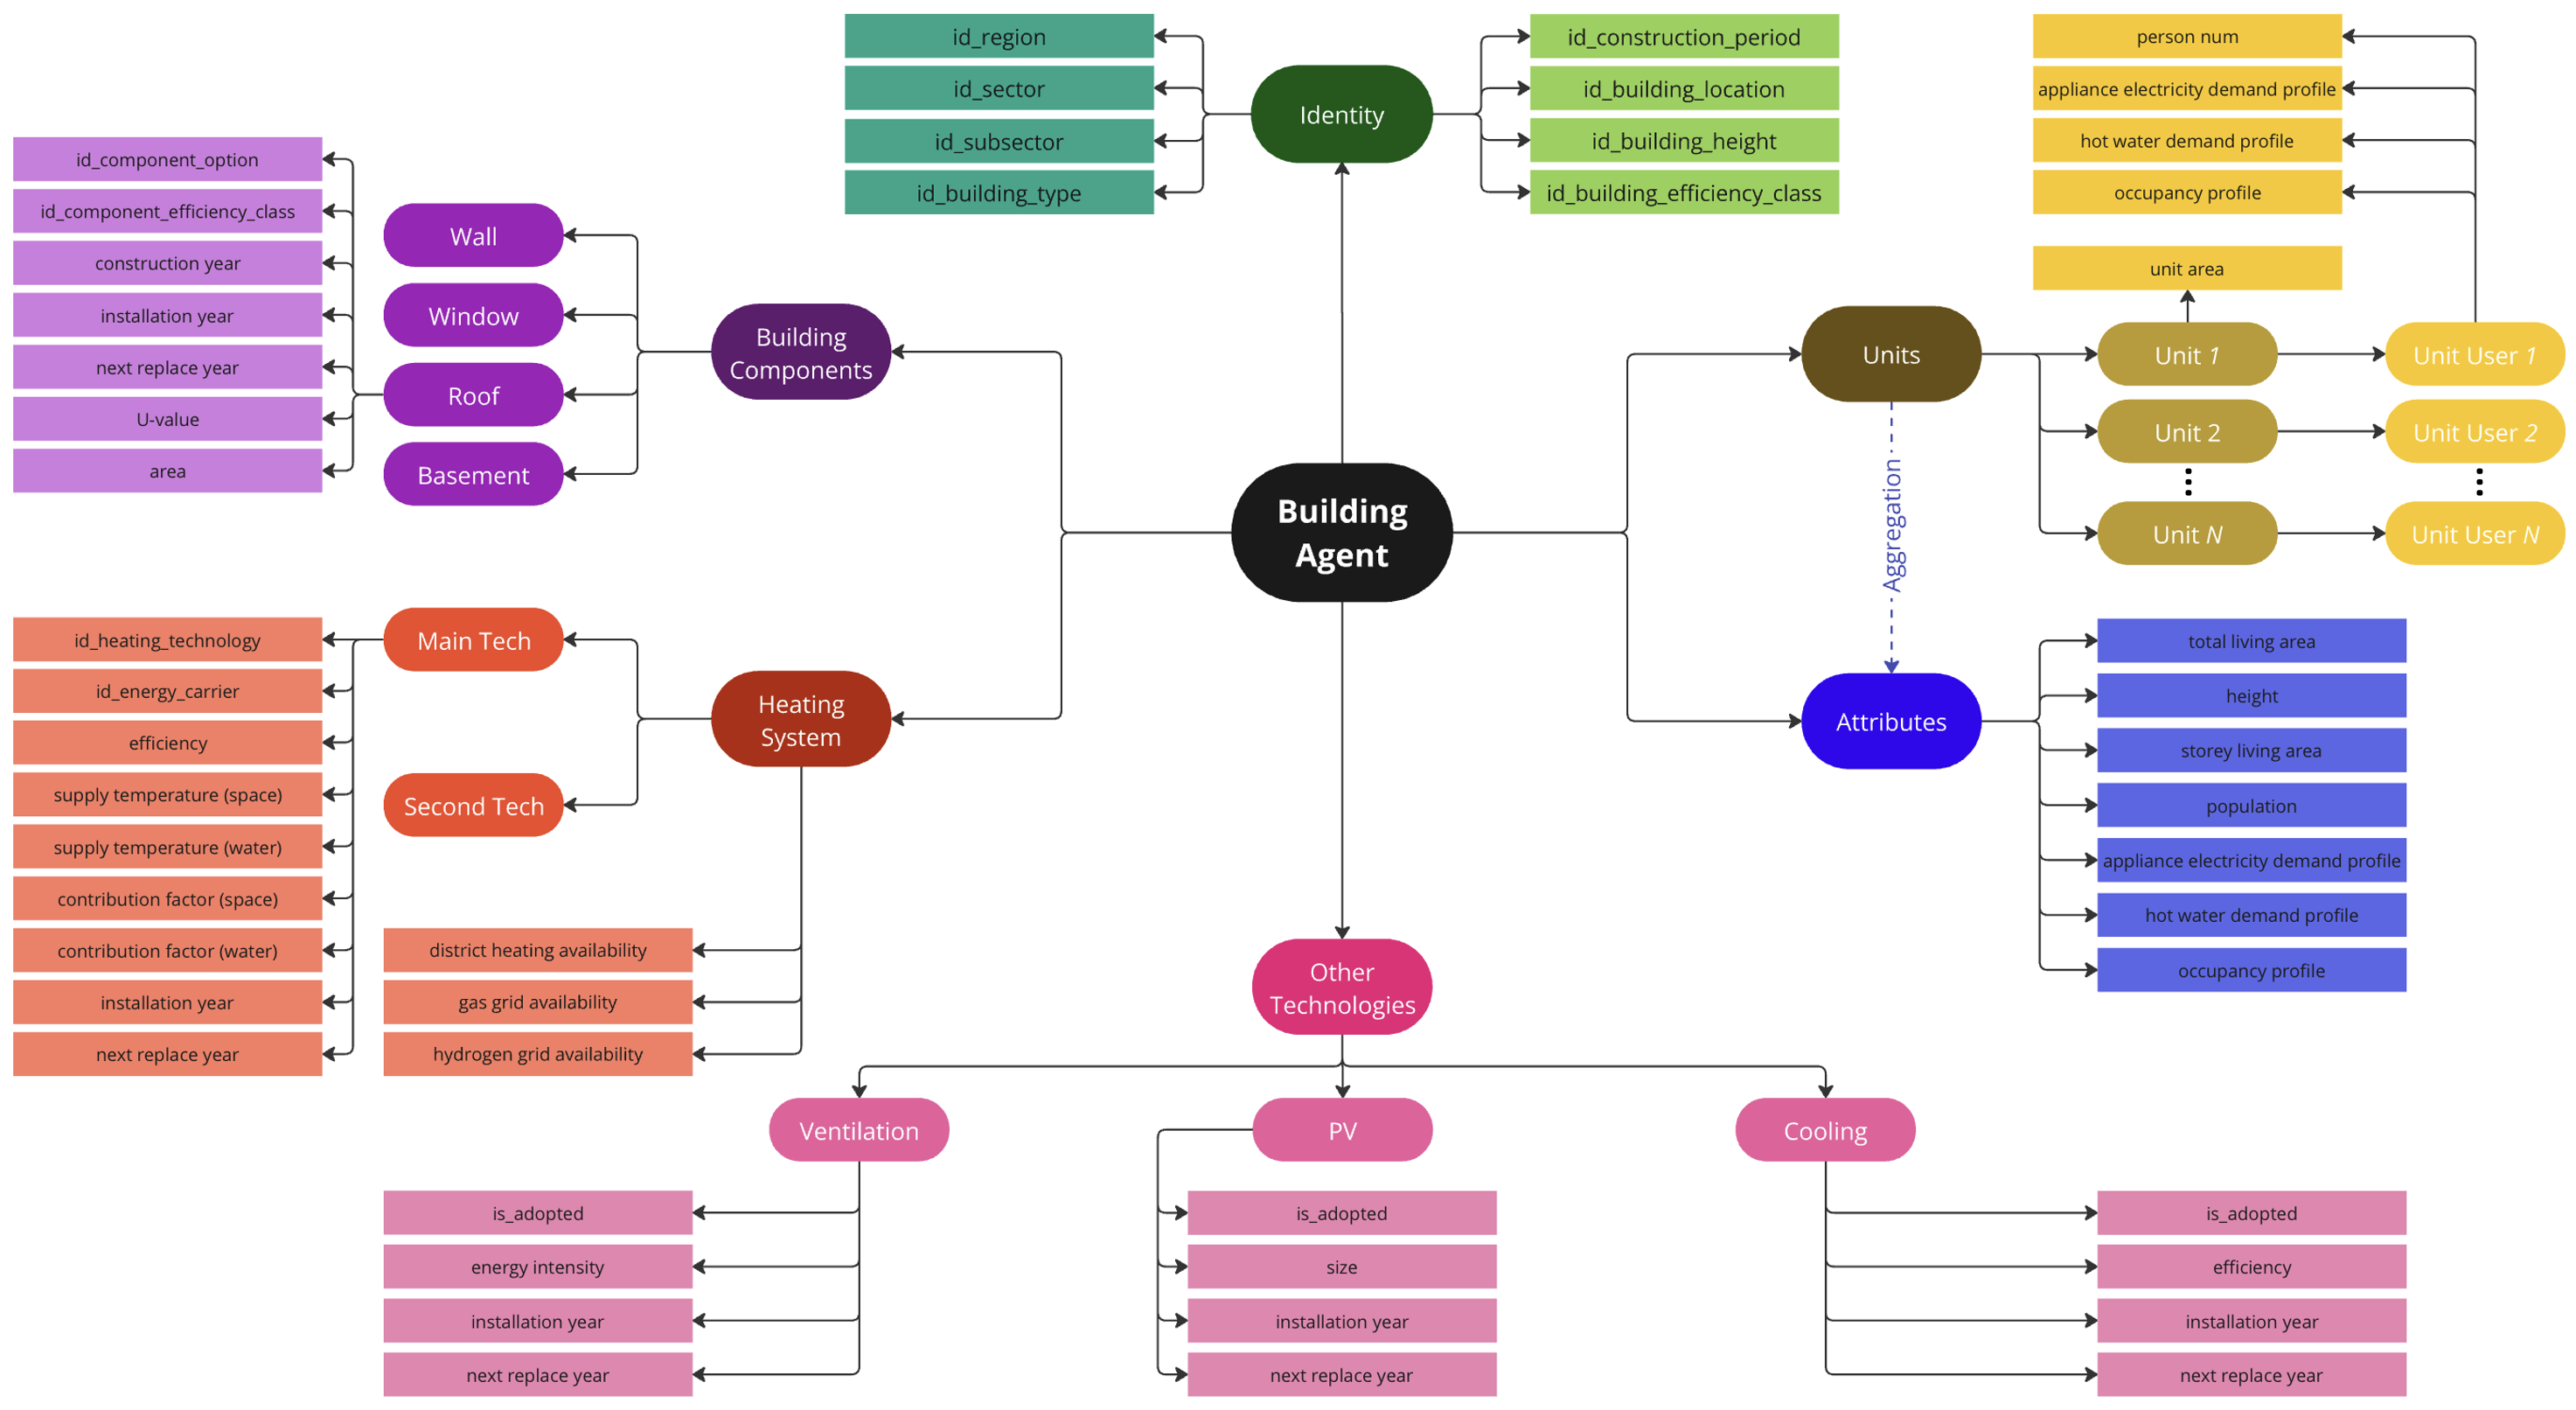 id_region
id_sector
id_subsector
id_building_type
Identity
id_construction_period
id_building_location
id_building_height
id_building_efficiency_class
person num
appliance electricity demand profile
hot water demand profile
occupancy profile
unit area
id_component_option
id_component_efficiency_class
construction year
installation year
next replace year
U-value
area
Wall
Window
Roof
Basement
Building
Components
Units
Unit 1
Unit 2
Unit N
Unit User 1
Unit User 2
Unit User N
Building
Agent
Aggregation
id_heating_technology
id_energy_carrier
efficiency
supply temperature (space)
supply temperature (water)
contribution factor (space)
contribution factor (water)
installation year
next replace year
Main Tech
Second Tech
Heating
System
district heating availability
gas grid availability
hydrogen grid availability
Attributes
total living area
height
storey living area
population
appliance electricity demand profile
hot water demand profile
occupancy profile
Other
Technologies
Ventilation
is_adopted
energy intensity
installation year
next replace year
PV
is_adopted
size
installation year
next replace year
Cooling
is_adopted
efficiency
installation year
next replace year